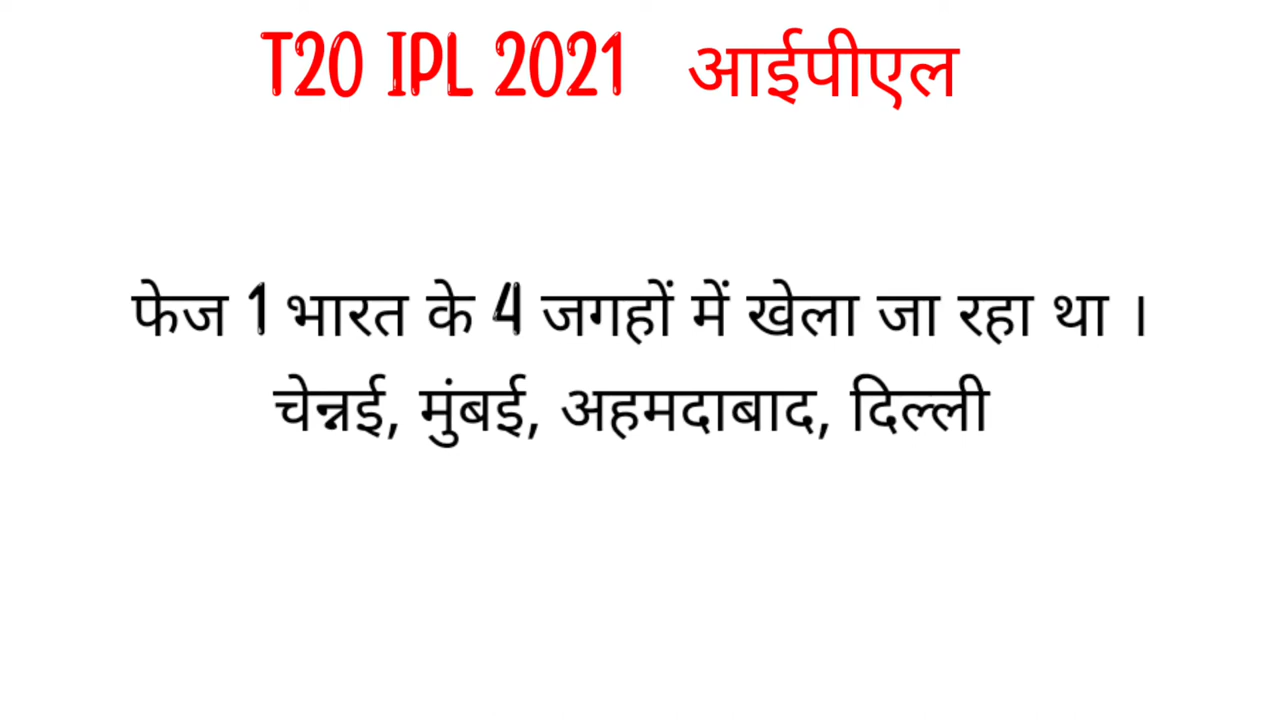 T20 IPL 2021 आईपीएल
फेज 1 भारत के 4 जगहों में खेला जा रहा था ।
चेन्नई, मुंबई, अहमदाबाद, दिल्ली